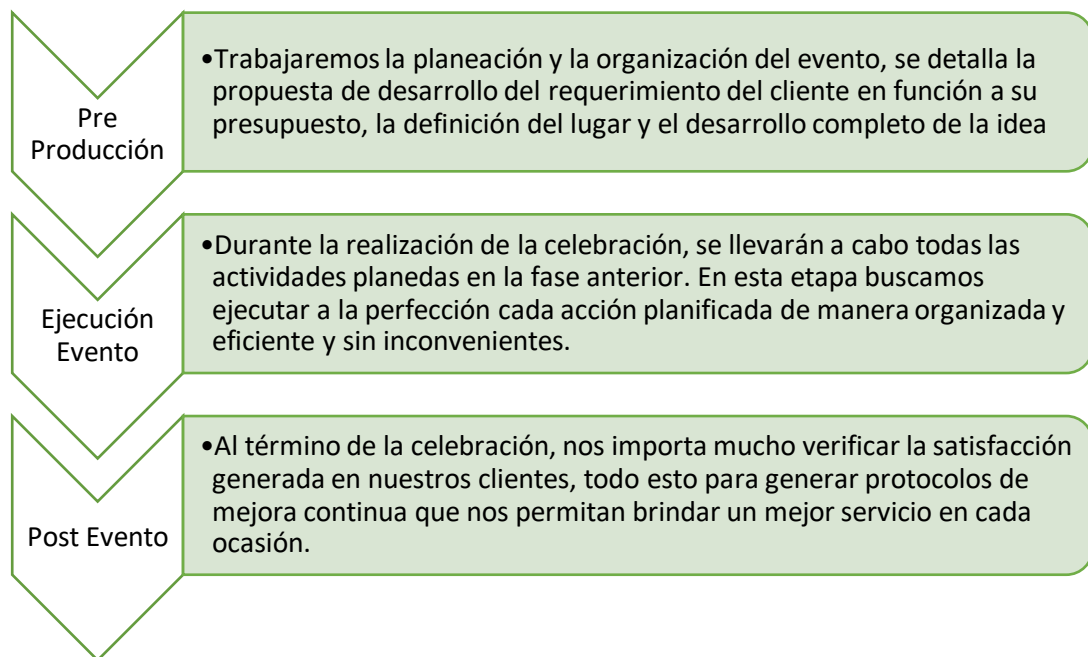 Pre
Producción
•Trabajaremos la planeación y la organización del evento, se detalla la
propuesta de desarrollo del requerimiento del cliente en función a su
presupuesto, la definición del lugar y el desarrollo completo de la idea
Ejecución
Evento
•Durante la realización de la celebración, se llevarán a cabo todas las
actividades planedas en la fase anterior. En esta etapa buscamos
ejecutar a la perfección cada acción planificada de manera organizada y
eficiente y sin inconvenientes.
Post Evento
•Al término de la celebración, nos importa mucho verificar la satisfacción
generada en nuestros clientes, todo esto para generar protocolos de
mejora continua que nos permitan brindar un mejor servicio en cada
ocasión.